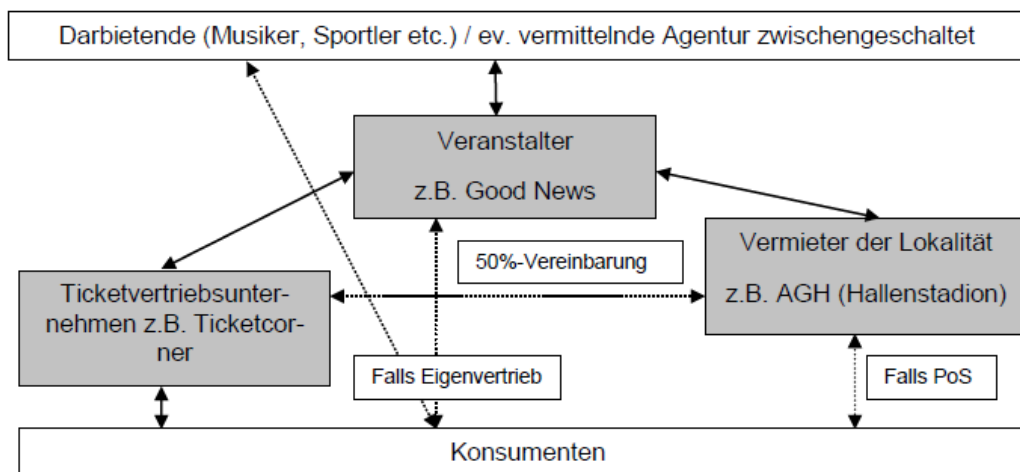 Darbietende (Musiker, Sportler etc.) / ev. vermittelnde Agentur zwischengeschaltet
Veranstalter
z.B. Good News
Vermieter der Lokalität
z.B. AGH (Hallenstadion)
50%-Vereinbarung
Ticketvertriebsunter-
nehmen z.B. Ticketcor-
ner
Falls Eigenvertrieb
Falls PoS
Konsumenten